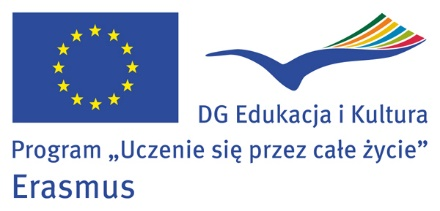 DG Edukacja i Kultura
Program „Uczenie się przez całe życie”
Erasmus